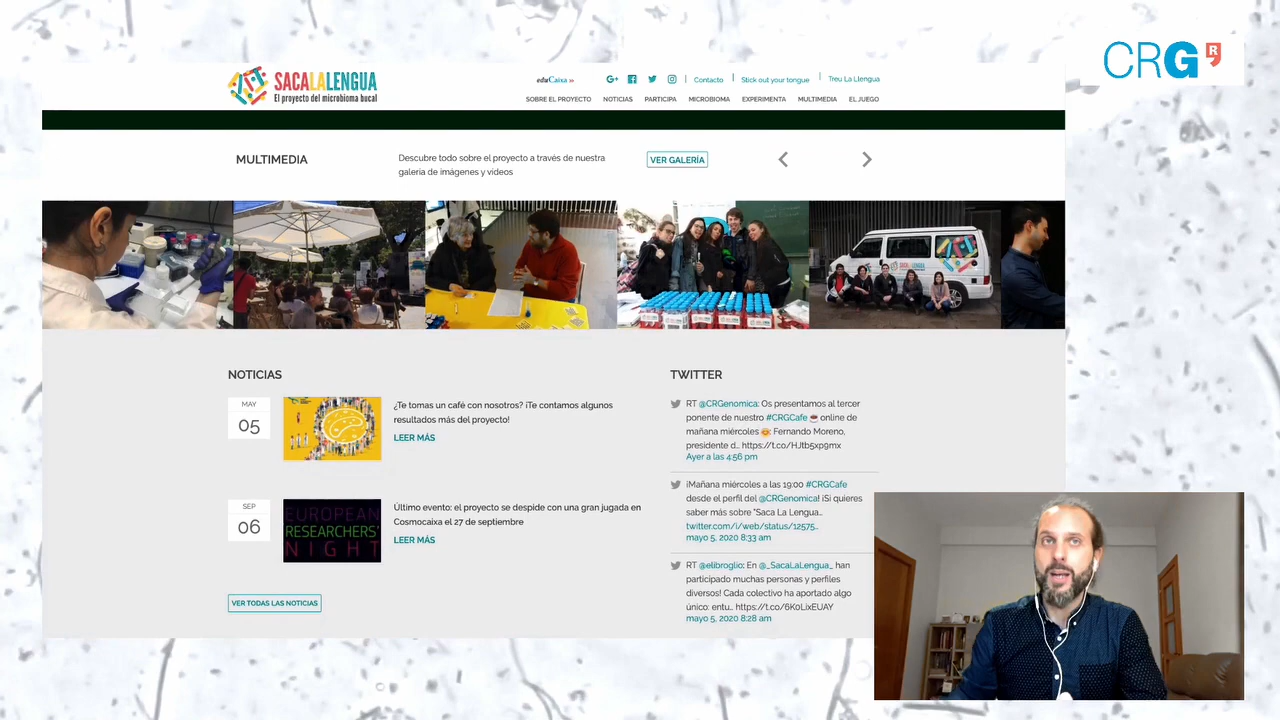 CRG
R
SACALALENGUA
El proyecto del microbioma bucal
eduCaixa »
G+
Contacto
Stick out your tongue
Treu La Llengua
SOBRE EL PROYECTO
NOTICIAS
PARTICIPA
MICROBIOMA
EXPERIMENTA
MULTIMEDIA
EL JUEGO
MULTIMEDIA
Descubre todo sobre el proyecto a través de nuestra
galería de imágenes y vídeos
VER GALERÍA
NOTICIAS
MAY
05
¿Te tomas un café con nosotros? ¡Te contamos algunos
resultados más del proyecto!
LEER MÁS
SEP
06
EUROPEAN
RESEARCHERS'
NIGHT
Último evento: el proyecto se despide con una gran jugada en
Cosmocaixa el 27 de septiembre
LEER MÁS
VER TODAS LAS NOTICIAS
TWITTER
RT @CRGenomica: Os presentamos al tercer
ponente de nuestro #CRGCafe ☕ online de
mañana miércoles 😊: Fernando Moreno,
presidente d… https://t.co/HJtb5xp9mx
Ayer a las 4:56 pm
¡Mañana miércoles a las 19:00 #CRGCafe
desde el perfil del @CRGenomica! ¡Si quieres
saber más sobre "Saca La Lengua…
twitter.com/i/web/status/12575…
mayo 5, 2020 8:33 am
RT @elibroglio: En @_SacaLaLengua_ han
participado muchas personas y perfiles
diversos! Cada colectivo ha aportado algo
único: entu… https://t.co/6K0LixEUAY
mayo 5, 2020 8:28 am